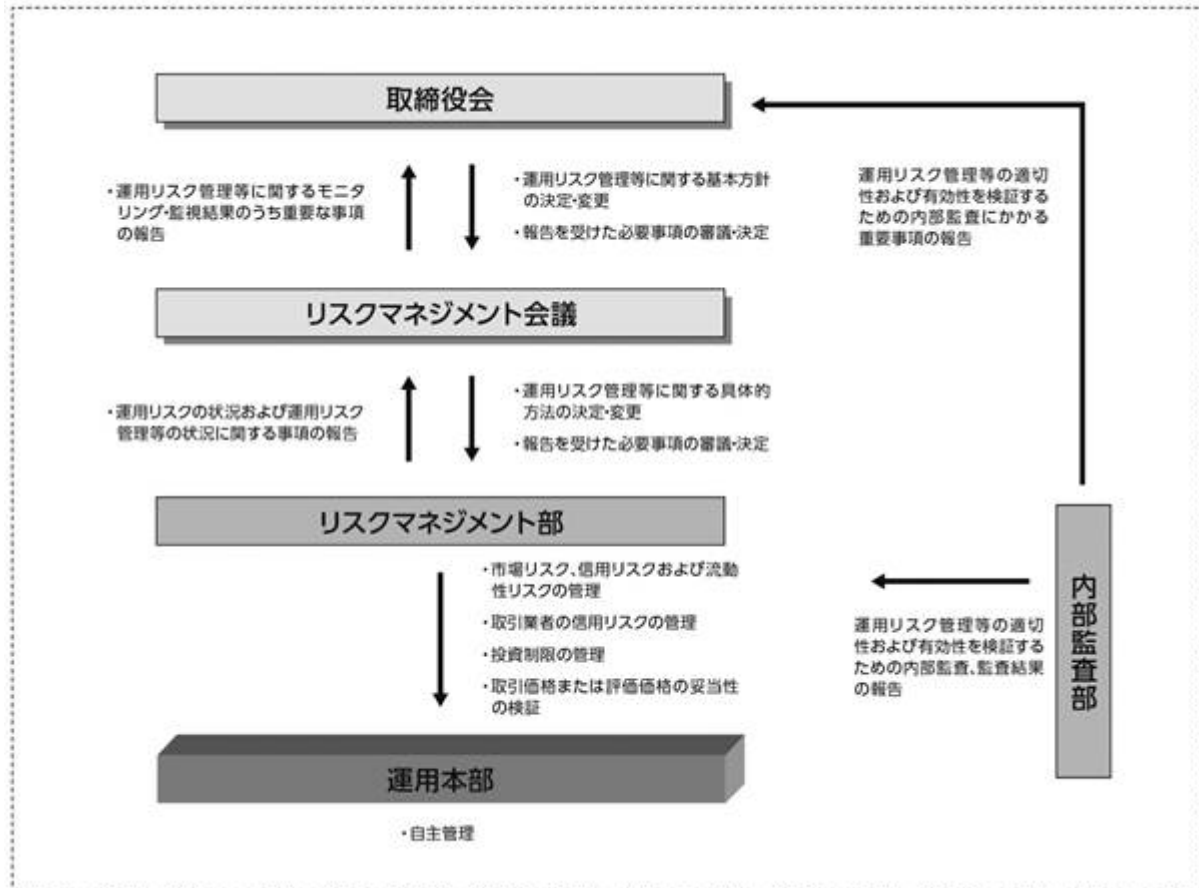 取締役会
・運用リスク管理等に関するモニタ
リング・監視結果のうち重要な事項
の報告
・運用リスク管理等に関する基本方針
の決定・変更
・報告を受けた必要事項の審議・決定
運用リスク管理等の適切
性および有効性を検証する
ための内部監査にかかる
重要事項の報告
リスクマネジメント会議
・運用リスクの状況および運用リスク
管理等の状況に関する事項の報告
・運用リスク管理等に関する具体的
方法の決定・変更
・報告を受けた必要事項の審議・決定
リスクマネジメント部
・市場リスク、信用リスクおよび流動
性リスクの管理
・取引業者の信用リスクの管理
・投資制限の管理
・取引価格または評価価格の妥当性
の検証
運用リスク管理等の適切
性および有効性を検証する
ための内部監査、監査結果
の報告
内部監査部
運用本部
・自主管理